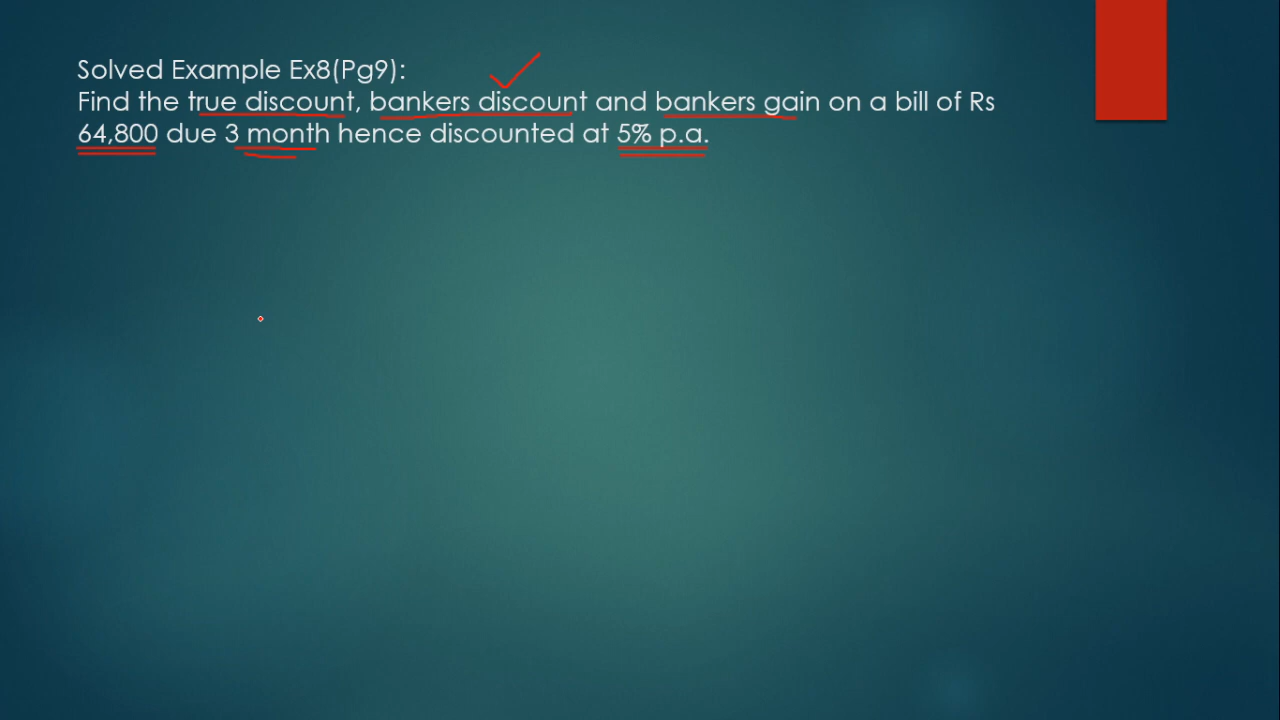 Solved Example Ex8(Pg9):
Find the true discount, bankers discount and bankers gain on a bill of Rs
64,800 due 3 month hence discounted at 5% p.a.